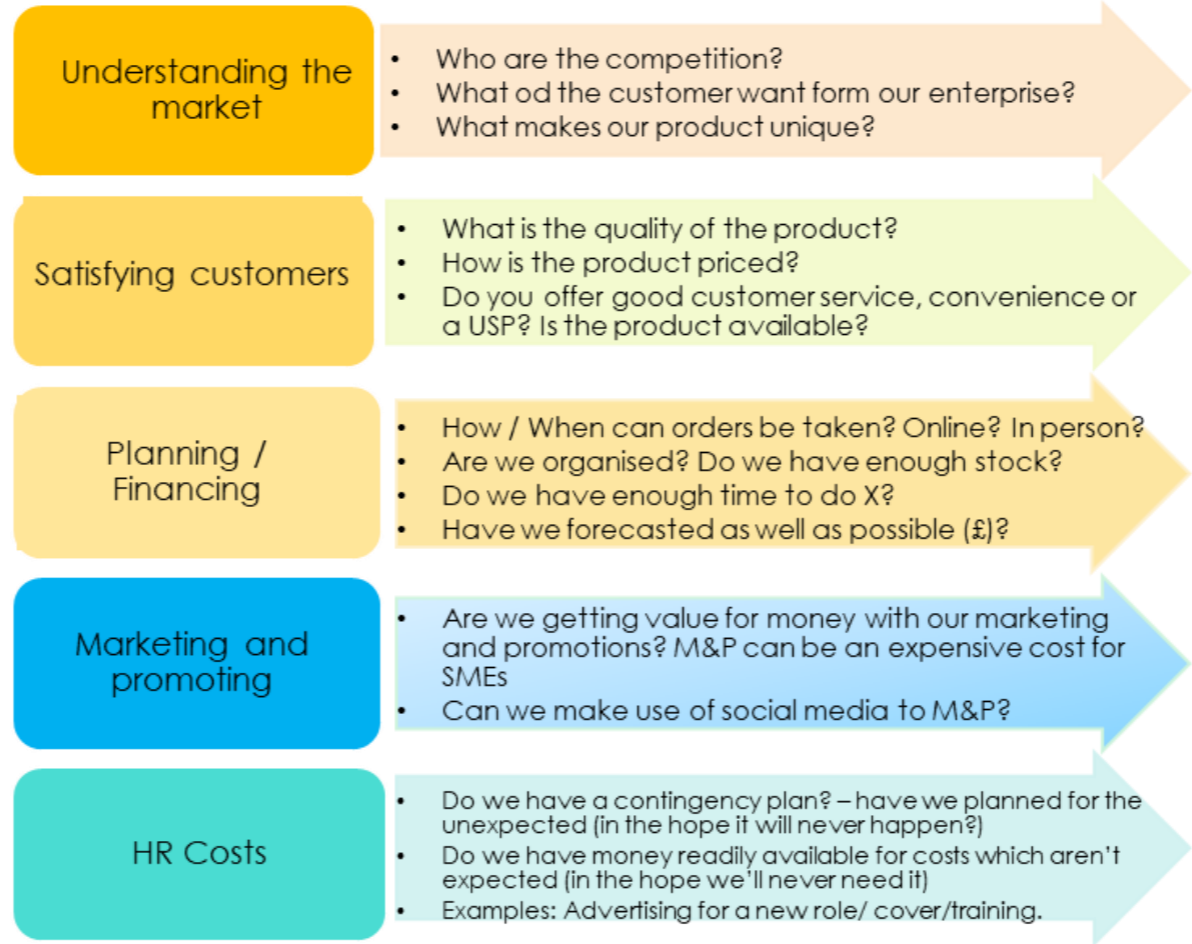 Understanding the
market
• Who are the competition?
• What od the customer want form our enterprise?
• What makes our product unique?
Satisfying customers
• What is the quality of the product?
• How is the product priced?
• Do you offer good customer service, convenience or
a USP? Is the product available?
Planning /
Financing
• How / When can orders be taken? Online? In person?
• Are we organised? Do we have enough stock?
• Do we have enough time to do X?
• Have we forecasted as well as possible (£)?
Marketing and
promoting
• Are we getting value for money with our marketing
and promotions? M&P can be an expensive cost for
SMEs
• Can we make use of social media to M&P?
HR Costs
• Do we have a contingency plan? – have we planned for the
unexpected (in the hope it will never happen?)
• Do we have money readily available for costs which aren't
expected (in the hope we'll never need it)
• Examples: Advertising for a new role/ cover/training.